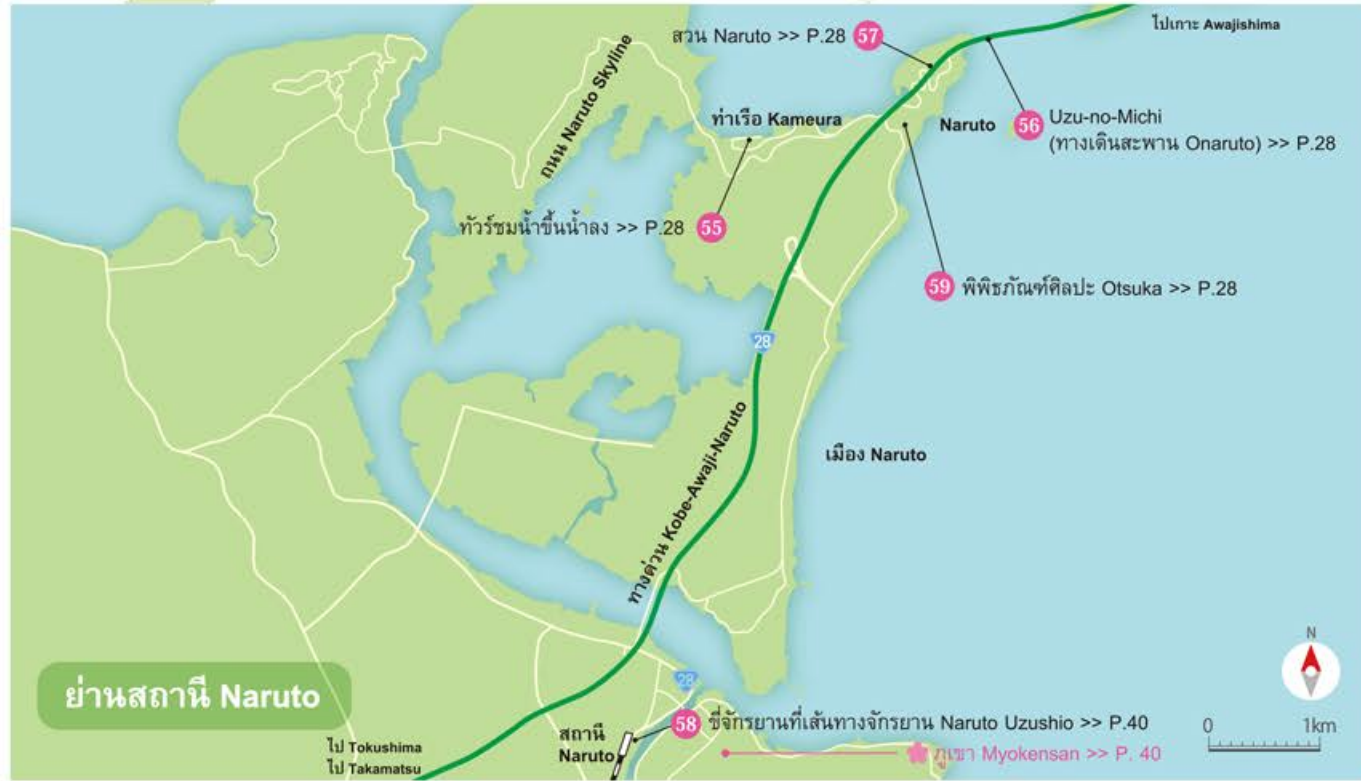 ไปเกาะ Awajishima
สวน Naruto >> P.28 57
ถนน Naruto Skyline
ท่าเรือ Kameura
Naruto
56 Uzu-no-Michi
(ทางเดินสะพาน Onaruto) >> P.28
ทัวร์ชมน้ำขึ้นน้ำลง >> P.28 55
59 พิพิธภัณฑ์ศิลปะ Otsuka >> P.28
28
ทางด่วน Kobe-Awaji-Naruto
เมือง Naruto
ย่านสถานี Naruto
28
58 ขี่จักรยานที่เส้นทางจักรยาน Naruto Uzushio >> P.40
สถานี
Naruto
ภูเขา Myokensan >> P. 40
ไป Tokushima
ไป Takamatsu
N
0 1km